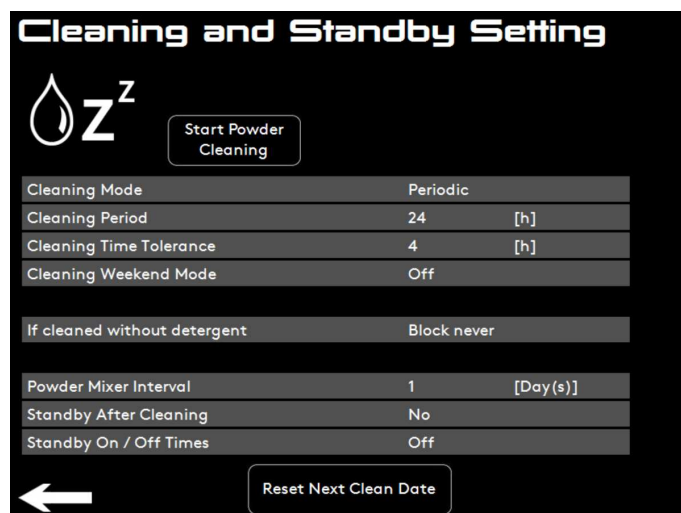 Cleaning and Standby Setting
zz
Start Powder
Cleaning
Cleaning Mode Periodic
Cleaning Period 24 [h]
Cleaning Time Tolerance 4 [h]
Cleaning Weekend Mode Off
If cleaned without detergent Block never
Powder Mixer Interval 1 [Day(s)]
Standby After Cleaning No
Standby On / Off Times Off
Reset Next Clean Date